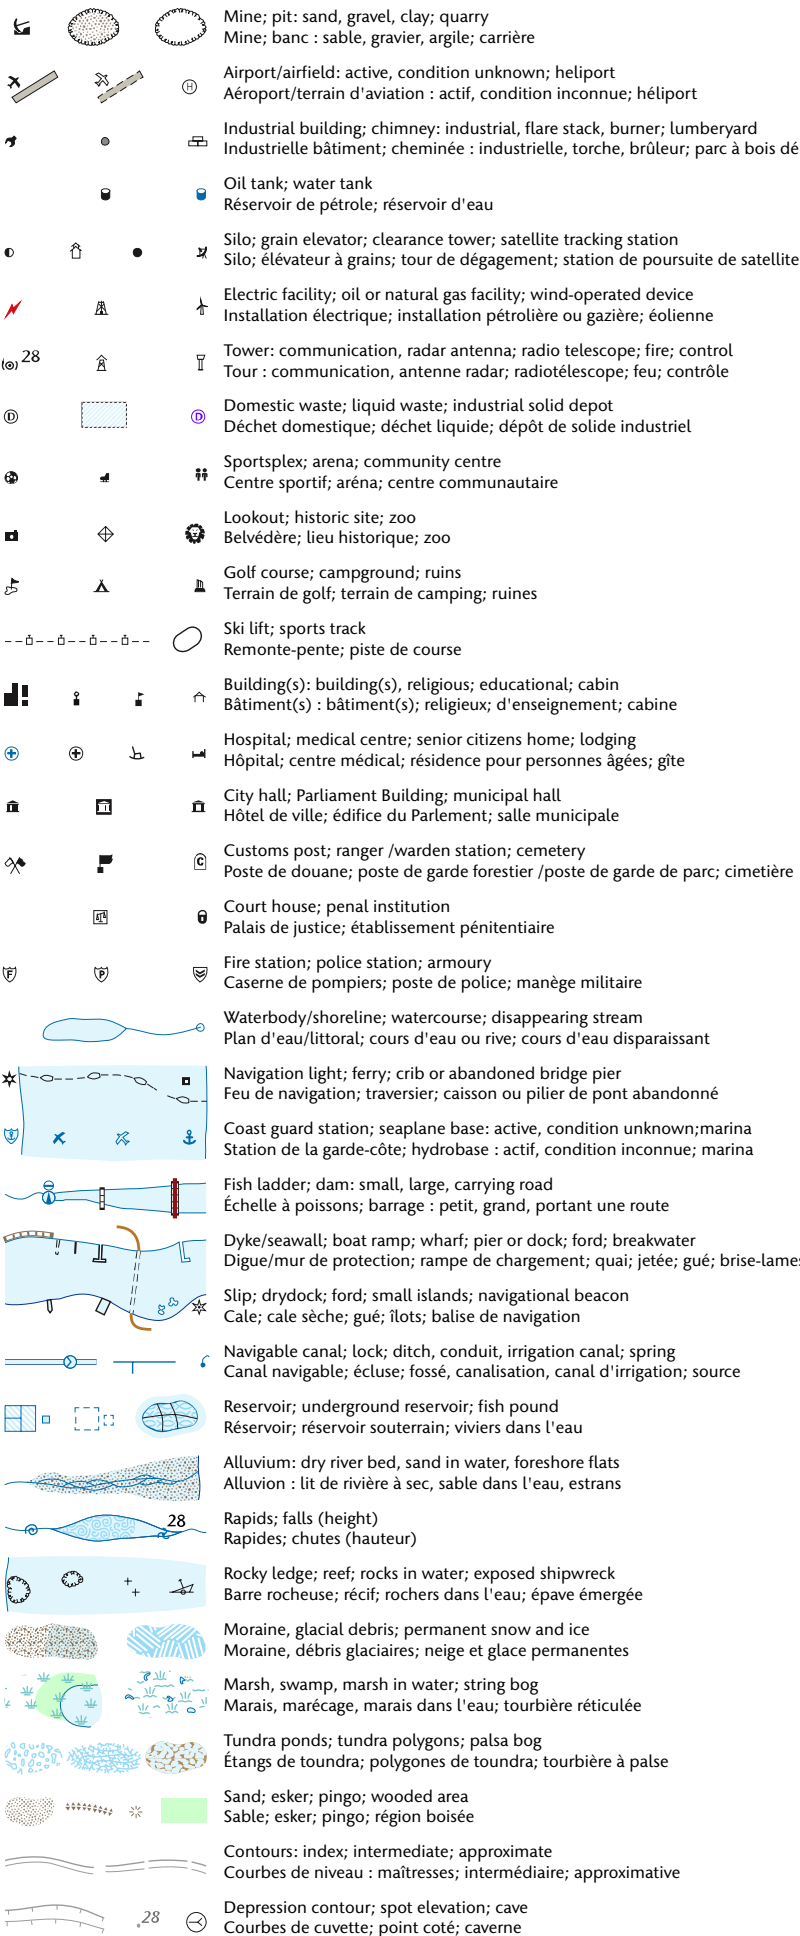 Mine; pit: sand, gravel, clay; quarry
Mine; banc : sable, gravier, argile; carrière
Airport/airfield: active, condition unknown; heliport
H
Aéroport/terrain d'aviation : actif, condition inconnue; héliport
Industrial building; chimney: industrial, flare stack, burner; lumberyard
Industrielle bâtiment; cheminée : industrielle, torche, brûleur; parc à bois dé
Oil tank; water tank
Réservoir de pétrole; réservoir d'eau
Silo; grain elevator; clearance tower; satellite tracking station
Silo; élévateur à grains; tour de dégagement; station de poursuite de satellite
Electric facility; oil or natural gas facility; wind-operated device
Installation électrique; installation pétrolière ou gazière; éolienne
28
Tower: communication, radar antenna; radio telescope; fire; control
Tour : communication, antenne radar; radiotélescope; feu; contrôle
Domestic waste; liquid waste; industrial solid depot
D D
Déchet domestique; déchet liquide; dépôt de solide industriel
Sportsplex; arena; community centre
Centre sportif; aréna; centre communautaire
Lookout; historic site; zoo
Belvédère; lieu historique; zoo
Golf course; campground; ruins
Terrain de golf; terrain de camping; ruines
Ski lift; sports track
Remonte-pente; piste de course
Building(s): building(s), religious; educational; cabin
Bâtiment(s) : bâtiment(s); religieux; d'enseignement; cabine
Hospital; medical centre; senior citizens home; lodging
Hôpital; centre médical; résidence pour personnes âgées; gîte
City hall; Parliament Building; municipal hall
Hôtel de ville; édifice du Parlement; salle municipale
Customs post; ranger /warden station; cemetery
C
Poste de douane; poste de garde forestier /poste de garde de parc; cimetière
Court house; penal institution
Palais de justice; établissement pénitentiaire
Fire station; police station; armoury
F P
Caserne de pompiers; poste de police; manège militaire
Waterbody/shoreline; watercourse; disappearing stream
Plan d'eau/littoral; cours d'eau ou rive; cours d'eau disparaissant
Navigation light; ferry; crib or abandoned bridge pier
Feu de navigation; traversier; caisson ou pilier de pont abandonné
Coast guard station; seaplane base: active, condition unknown;marina
Station de la garde-côte; hydrobase : actif, condition inconnue; marina
Fish ladder; dam: small, large, carrying road
Échelle à poissons; barrage : petit, grand, portant une route
Dyke/seawall; boat ramp; wharf; pier or dock; ford; breakwater
Digue/mur de protection; rampe de chargement; quai; jetée; gué; brise-lames
Slip; drydock; ford; small islands; navigational beacon
Cale; cale sèche; gué; îlots; balise de navigation
Navigable canal; lock; ditch, conduit, irrigation canal; spring
Canal navigable; écluse; fossé, canalisation, canal d'irrigation; source
Reservoir; underground reservoir; fish pound
Réservoir; réservoir souterrain; viviers dans l'eau
Alluvium: dry river bed, sand in water, foreshore flats
Alluvion : lit de rivière à sec, sable dans l'eau, estrans
28
Rapids; falls (height)
Rapides; chutes (hauteur)
Rocky ledge; reef; rocks in water; exposed shipwreck
Barre rocheuse; récif; rochers dans l'eau; épave émergée
Moraine, glacial debris; permanent snow and ice
Moraine, débris glaciaires; neige et glace permanentes
Marsh, swamp, marsh in water; string bog
Marais, marécage, marais dans l'eau; tourbière réticulée
Tundra ponds; tundra polygons; palsa bog
Étangs de toundra; polygones de toundra; tourbière à palse
Sand; esker; pingo; wooded area
Sable; esker; pingo; région boisée
Contours: index; intermediate; approximate
Courbes de niveau : maîtresses; intermédiaire; approximative
Depression contour; spot elevation; cave
.28
Courbes de cuvette; point coté; caverne